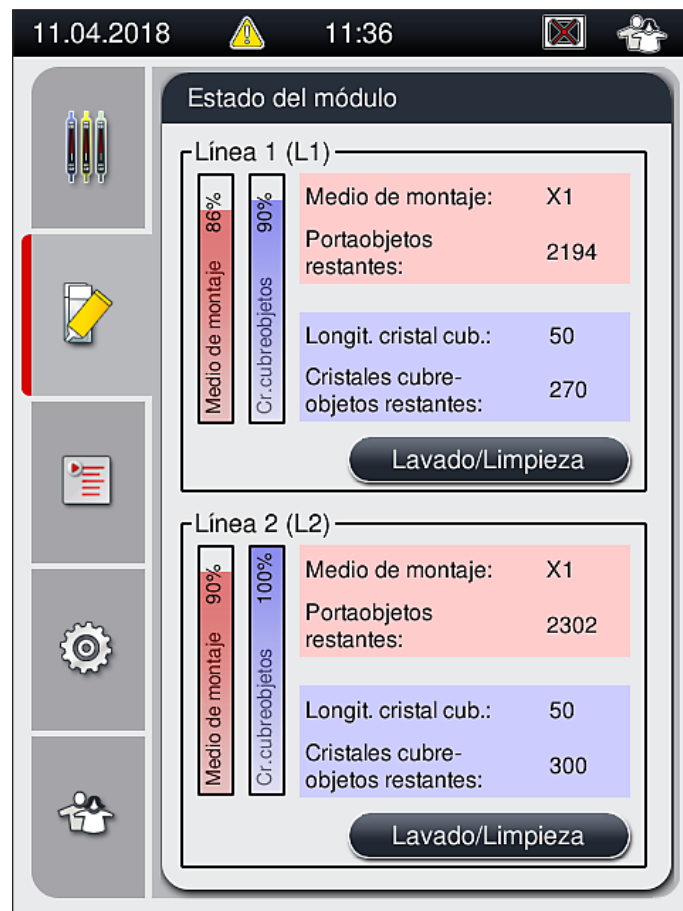 11.04.2018
11:36
Estado del módulo
Línea 1 (L1)
Medio de montaje 86%
Cr.cubreobjetos 90%
Medio de montaje: X1
Portaobjetos
restantes: 2194
Longit. cristal cub.: 50
Cristales cubre-
objetos restantes: 270
Lavado/Limpieza
Línea 2 (L2)
Medio de montaje 90%
Cr.cubreobjetos 100%
Medio de montaje: X1
Portaobjetos
restantes: 2302
Longit. cristal cub.: 50
Cristales cubre-
objetos restantes: 300
Lavado/Limpieza